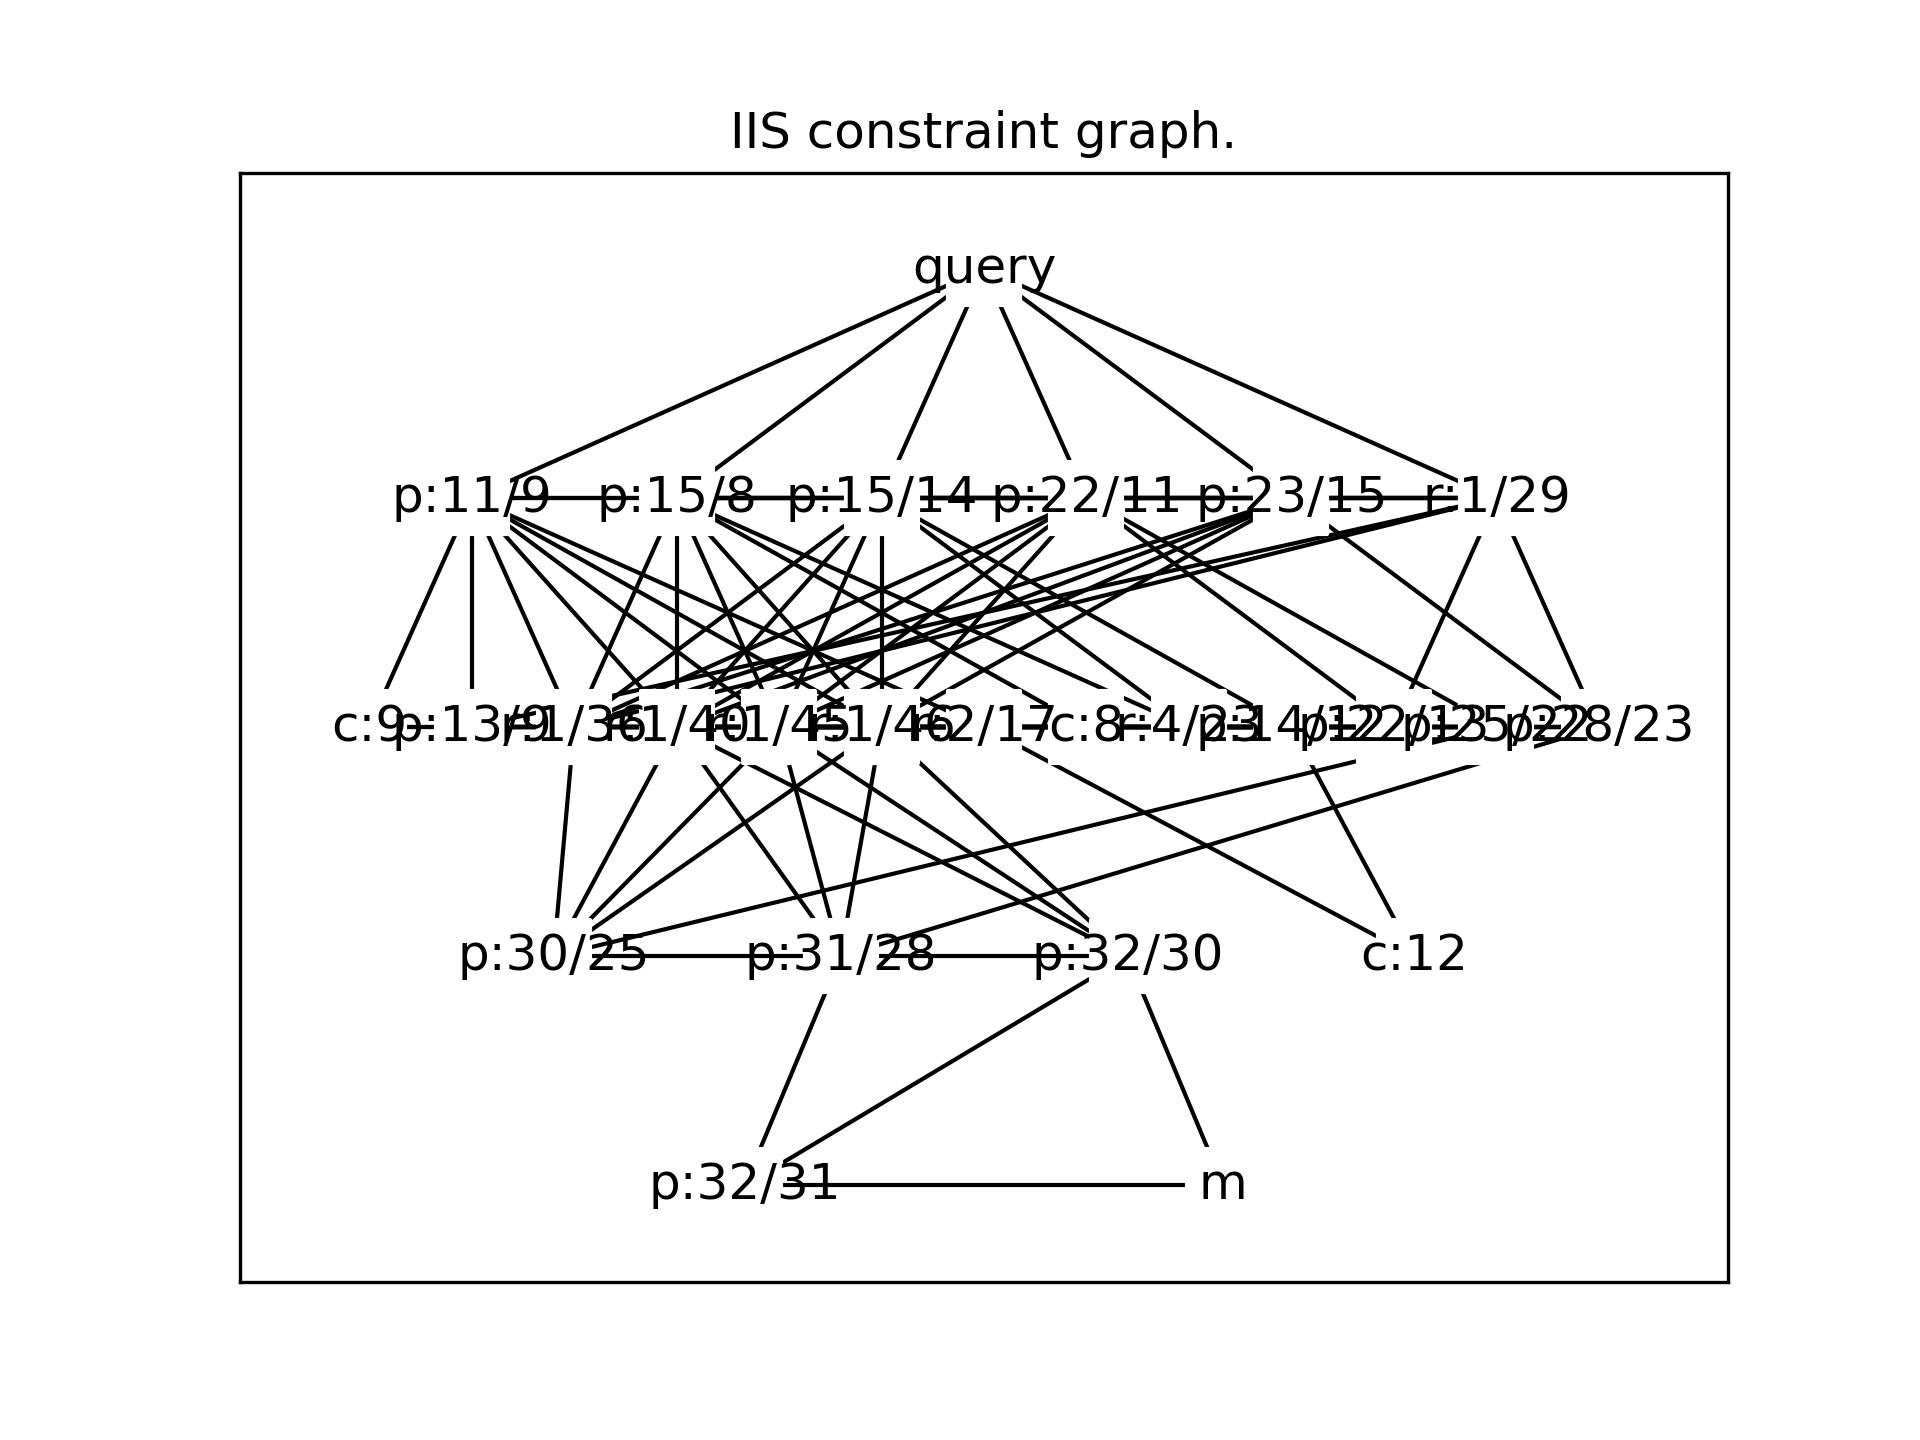 IIS constraint graph.
query
p:11/9 p:15/8 p:15/14 p:22/11 p:23/15 r:1/29
c:9 p:13/9 r:1/36 r:1/40 r:1/45 r:1/46 r:2/17 c:8 r:4/23 p:14/12 p:22/13 p:25/22 p:28/23
p:30/25 p:31/28 p:32/30 c:12
p:32/31 m